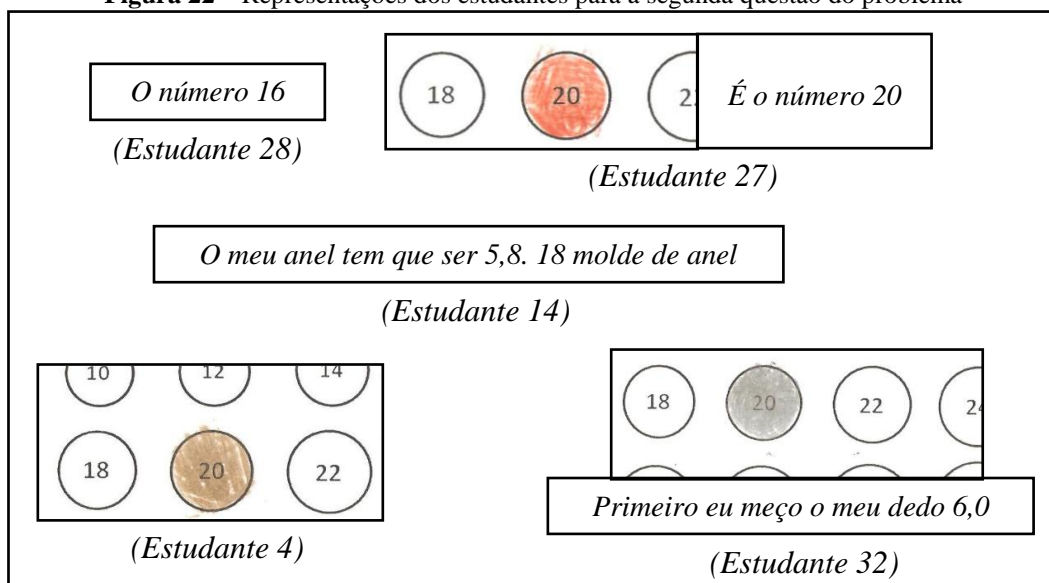 Figura 22 – Representações dos estudantes para a segunda questão do problema
O número 16
(Estudante 28)
18 20 2
É o número 20
(Estudante 27)
O meu anel tem que ser 5,8. 18 molde de anel
(Estudante 14)
10 12 14
18 20 22
(Estudante 4)
18 20 22 24
Primeiro eu meço o meu dedo 6,0
(Estudante 32)